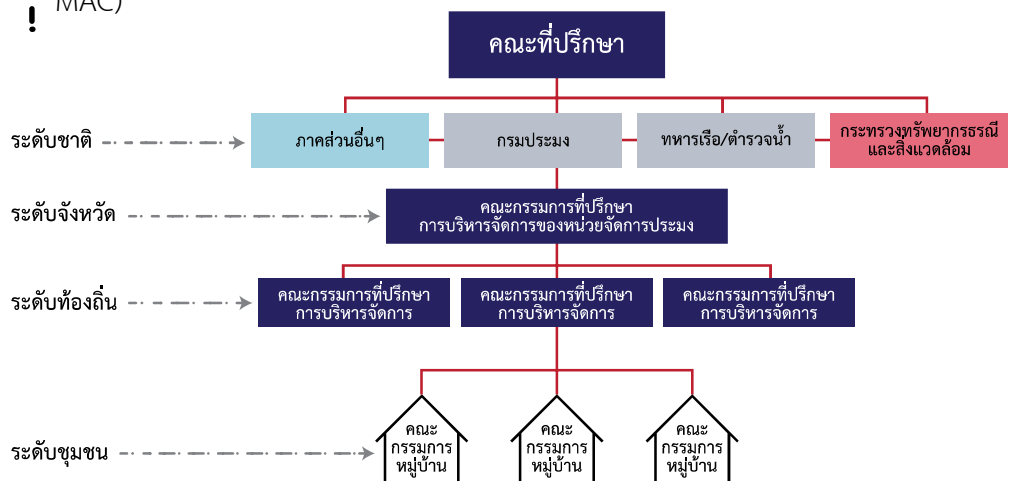 MAC)
คณะที่ปรึกษา
ระดับชาติ
ภาคส่วนอื่นๆ
กรมประมง
ทหารเรือ/ตำรวจน้ำ
กระทรวงทรัพยากรธรณี
และสิ่งแวดล้อม
ระดับจังหวัด
คณะกรรมการที่ปรึกษา
การบริหารจัดการของหน่วยจัดการประมง
ระดับท้องถิ่น
คณะกรรมการที่ปรึกษา
การบริหารจัดการ
คณะกรรมการที่ปรึกษา
การบริหารจัดการ
คณะกรรมการที่ปรึกษา
การบริหารจัดการ
ระดับชุมชน
คณะ
กรรมการ
หมู่บ้าน
คณะ
กรรมการ
หมู่บ้าน
คณะ
กรรมการ
หมู่บ้าน